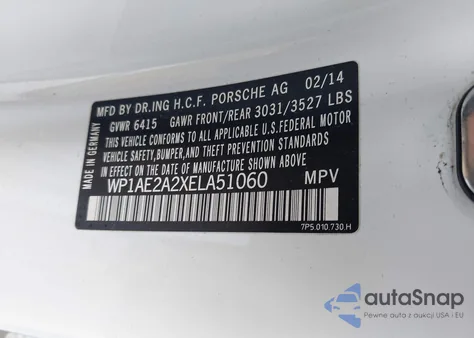 MFD BY DR.ING H.C.F. PORSCHE AG 02/14
GVWR 6415 GAWR FRONT/REAR 3031/3527 LBS
THIS VEHICLE CONFORMS TO ALL APPLICABLE U.S.FEDERAL MOTOR
VEHICLE SAFETY, BUMPER, AND THEFT PREVENTION STANDARDS
IN EFFECT ON THE DATE OF MANUFACTURE SHOWN ABOVE
WP1AE2A2XELA51060 MPV
7P5.010.730.H
MADE IN GERMANY
autoSnap
Pewne auta z aukcji USA i EU